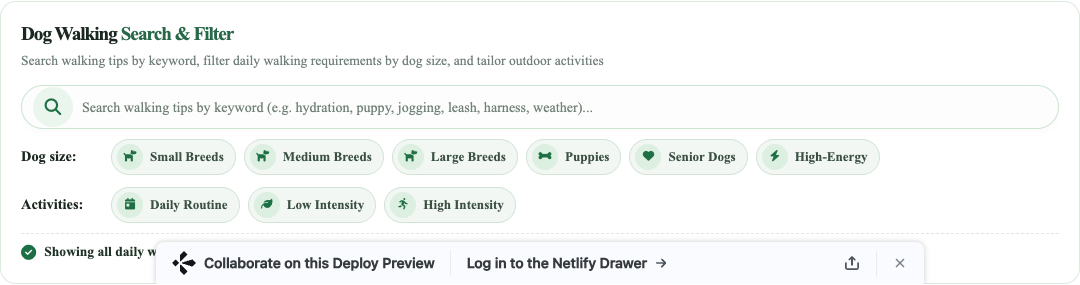 Dog Walking Search & Filter
Search walking tips by keyword, filter daily walking requirements by dog size, and tailor outdoor activities
Search walking tips by keyword (e.g. hydration, puppy, jogging, leash, harness, weather)...
Dog size: Small Breeds Medium Breeds Large Breeds Puppies Senior Dogs High-Energy
Activities: Daily Routine Low Intensity High Intensity
Showing all daily
Collaborate on this Deploy Preview Log in to the Netlify Drawer →